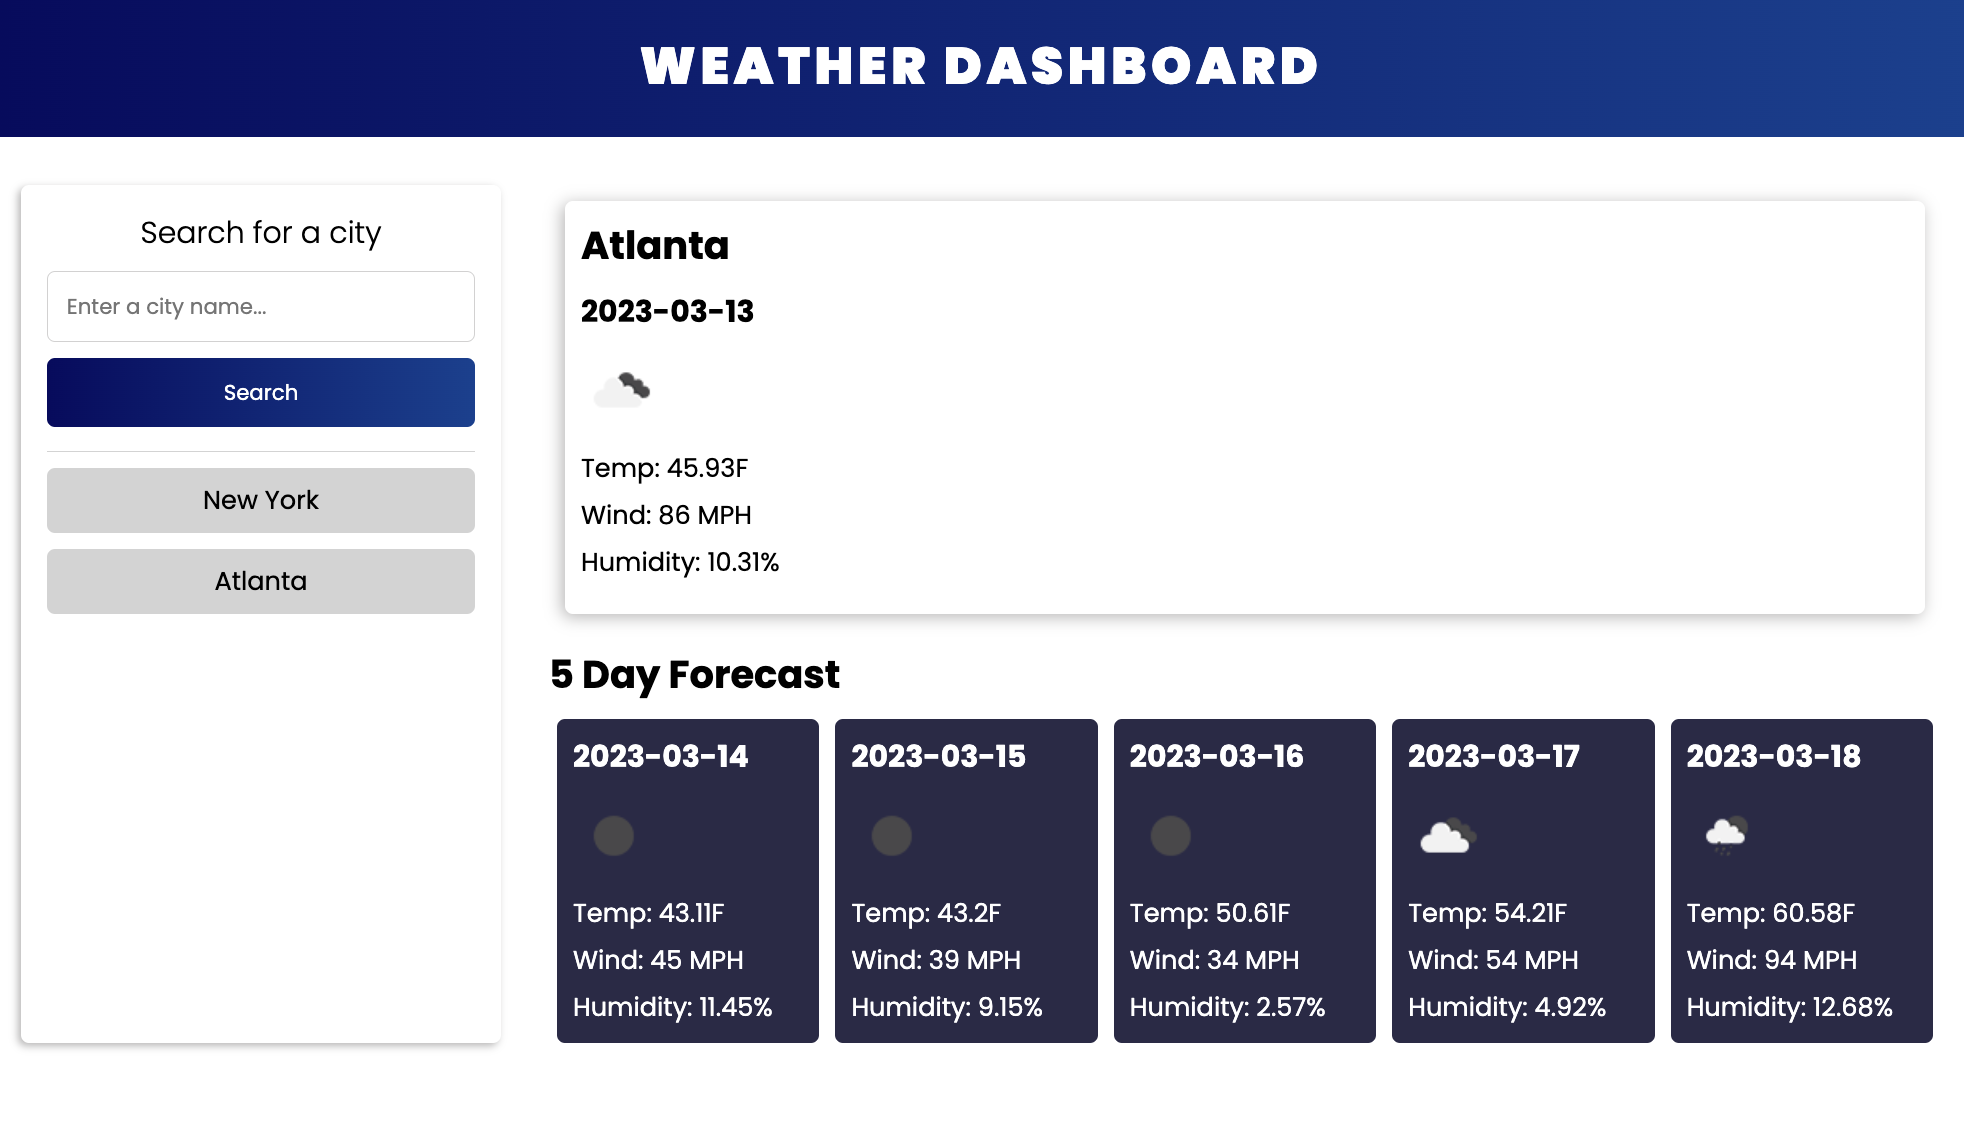 WEATHER DASHBOARD
Search for a city
Enter a city name...
Search
New York
Atlanta
Atlanta
2023-03-13
Temp: 45.93F
Wind: 86 MPH
Humidity: 10.31%
5 Day Forecast
2023-03-14
Temp: 43.11F
Wind: 45 MPH
Humidity: 11.45%
2023-03-15
Temp: 43.2F
Wind: 39 MPH
Humidity: 9.15%
2023-03-16
Temp: 50.61F
Wind: 34 MPH
Humidity: 2.57%
2023-03-17
Temp: 54.21F
Wind: 54 MPH
Humidity: 4.92%
2023-03-18
Temp: 60.58F
Wind: 94 MPH
Humidity: 12.68%